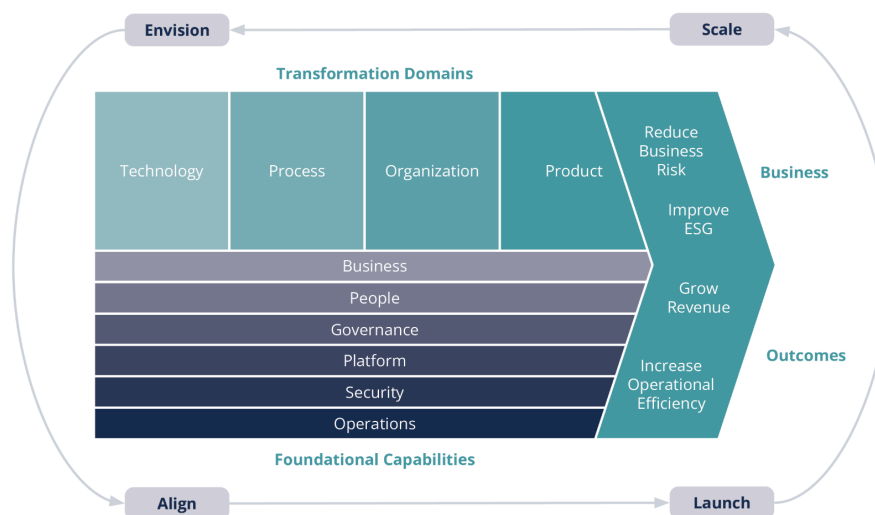 Envision
Scale
Transformation Domains
Technology
Process
Organization
Product
Reduce
Business
Risk
Improve
ESG
Grow
Revenue
Increase
Operational
Efficiency
Business
Outcomes
Business
People
Governance
Platform
Security
Operations
Foundational Capabilities
Align
Launch